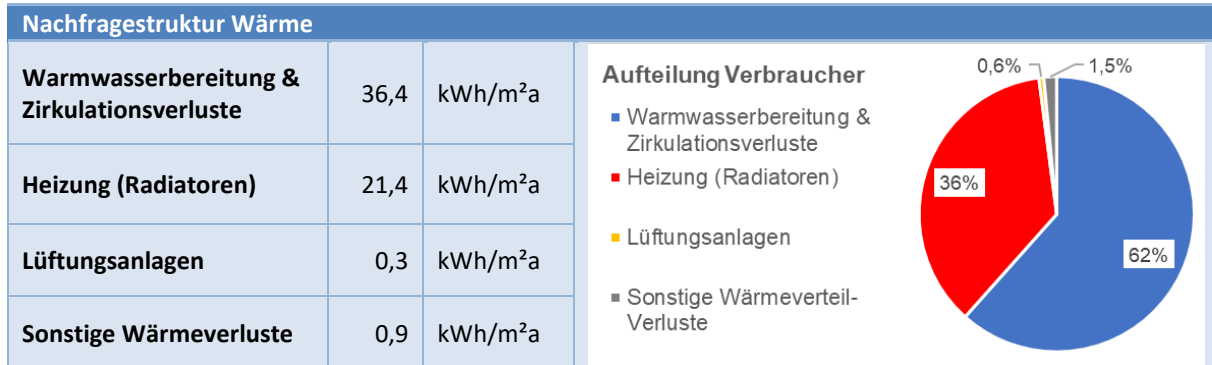 Nachfragestruktur Wärme
Warmwasserbereitung &
Zirkulationsverluste
36,4
kWh/m²a
Heizung (Radiatoren)
21,4
kWh/m²a
Lüftungsanlagen
0,3
kWh/m²a
Sonstige Wärmeverluste
0,9
kWh/m²a
Aufteilung Verbraucher
Warmwasserbereitung &
Zirkulationsverluste
Heizung (Radiatoren)
Lüftungsanlagen
Sonstige Wärmeverteil-
Verluste
0,6%
1,5%
36%
62%